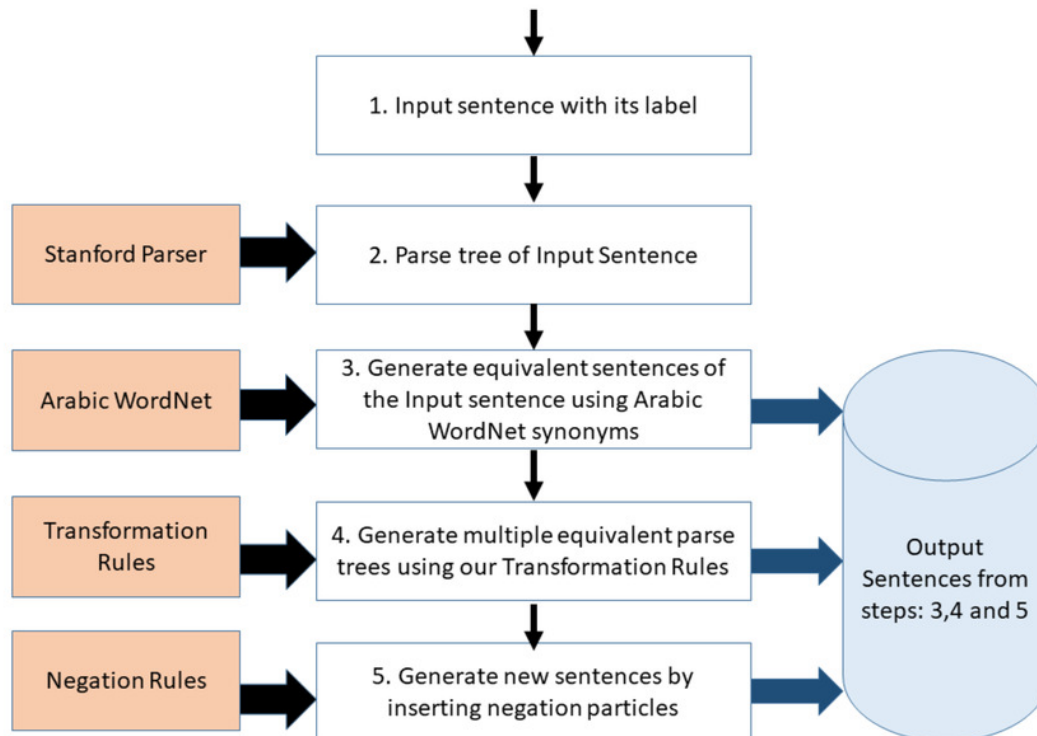 1. Input sentence with its label
Stanford Parser
2. Parse tree of Input Sentence
Arabic WordNet
3. Generate equivalent sentences of
the Input sentence using Arabic
WordNet synonyms
Transformation
Rules
4. Generate multiple equivalent parse
trees using our Transformation Rules
Negation Rules
5. Generate new sentences by
inserting negation particles
Output
Sentences from
steps: 3,4 and 5